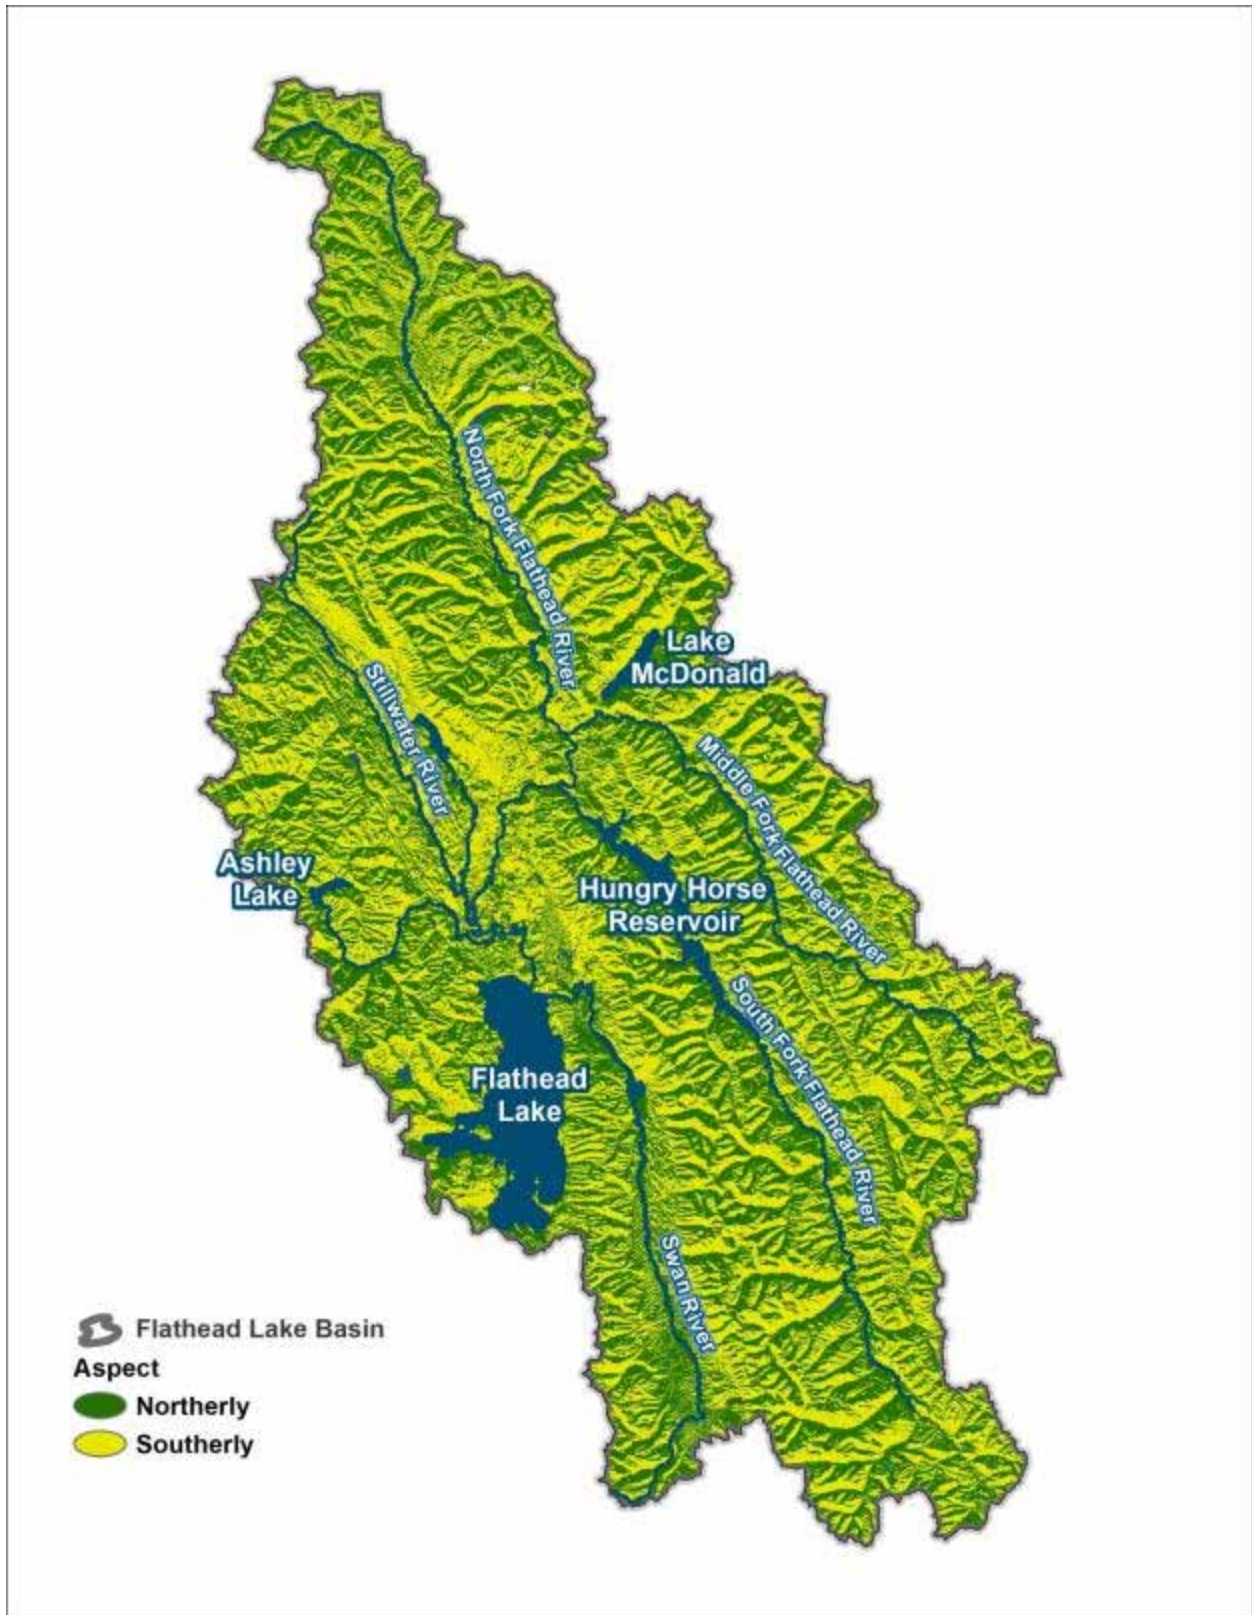 North Fork Flathead River
Lake
McDonald
Stillwater River
Middle Fork Flathead River
Ashley
Lake
Hungry Horse
Reservoir
South Fork Flathead River
Flathead
Lake
Swan River
Flathead Lake Basin
Aspect
Northerly
Southerly